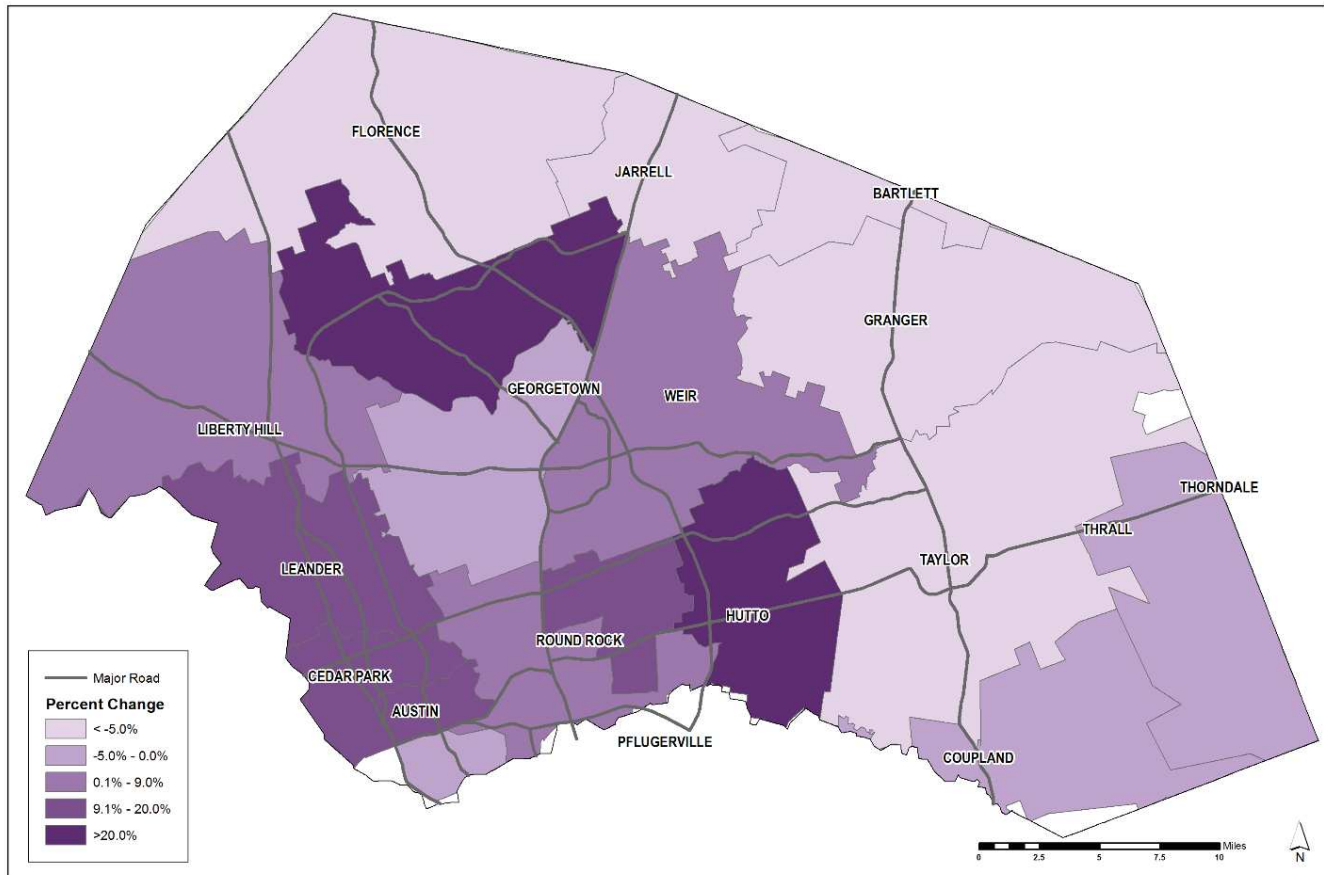 FLORENCE
JARRELL
BARTLETT
GRANGER
GEORGETOWN
WEIR
LIBERTY HILL
THORNDALE
THRALL
TAYLOR
LEANDER
HUTTO
ROUND ROCK
CEDAR PARK
AUSTIN
PFLUGERVILLE
COUPLAND
Major Road
Percent Change
< -5.0%
-5.0% - 0.0%
0.1% - 9.0%
9.1% - 20.0%
>20.0%
Miles
0 2.5 5 7.5 10
N